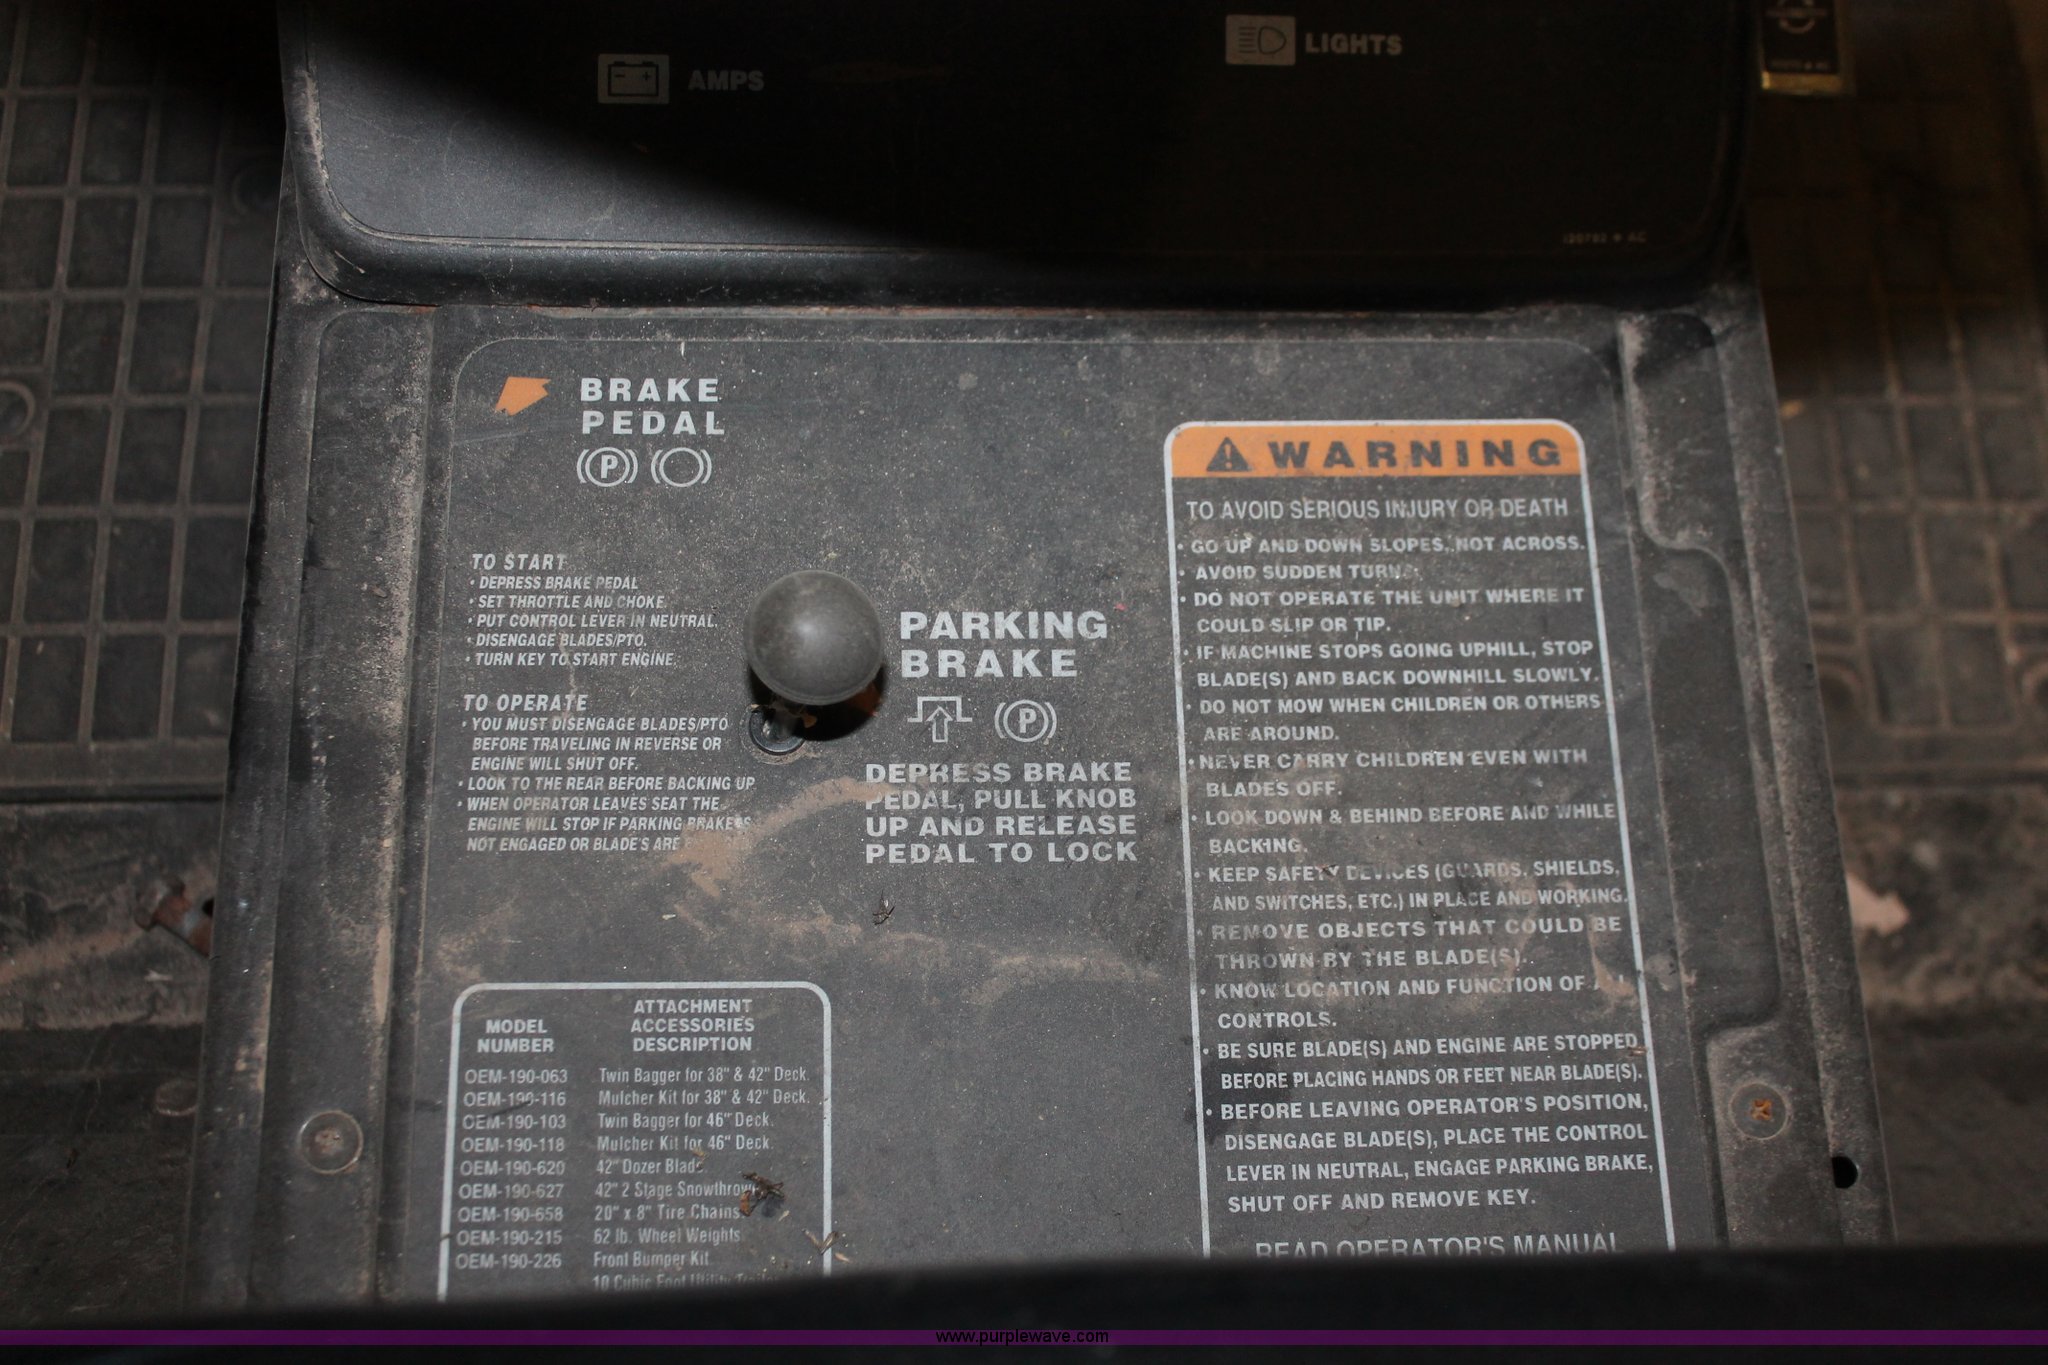 AMPS
LIGHTS
BRAKE
PEDAL
(P)
TO START
• DEPRESS BRAKE PEDAL
• SET THROTTLE AND CHOKE.
• PUT CONTROL LEVER IN NEUTRAL.
• DISENGAGE BLADES/PTO.
• TURN KEY TO START ENGINE.
TO OPERATE
• YOU MUST DISENGAGE BLADES/PTO
BEFORE TRAVELING IN REVERSE OR
ENGINE WILL SHUT OFF.
• LOOK TO THE REAR BEFORE BACKING UP
• WHEN OPERATOR LEAVES SEAT THE
ENGINE WILL STOP IF PARKING BRAKE IS
NOT ENGAGED OR BLADE'S ARE
PARKING
BRAKE
(P)
DEPRESS BRAKE
PEDAL, PULL KNOB
UP AND RELEASE
PEDAL TO LOCK
WARNING
TO AVOID SERIOUS INJURY OR DEATH
• GO UP AND DOWN SLOPES, NOT ACROSS.
• AVOID SUDDEN TURNS.
• DO NOT OPERATE THE UNIT WHERE IT
COULD SLIP OR TIP.
• IF MACHINE STOPS GOING UPHILL, STOP
BLADE(S) AND BACK DOWNHILL SLOWLY.
• DO NOT MOW WHEN CHILDREN OR OTHERS
ARE AROUND.
• NEVER CARRY CHILDREN EVEN WITH
BLADES OFF.
• LOOK DOWN & BEHIND BEFORE AND WHILE
BACKING.
• KEEP SAFETY DEVICES (GUARDS, SHIELDS,
AND SWITCHES, ETC.) IN PLACE AND WORKING.
• REMOVE OBJECTS THAT COULD BE
THROWN BY THE BLADE(S).
• KNOW LOCATION AND FUNCTION OF ALL
CONTROLS.
• BE SURE BLADE(S) AND ENGINE ARE STOPPED
BEFORE PLACING HANDS OR FEET NEAR BLADE(S).
• BEFORE LEAVING OPERATOR'S POSITION,
DISENGAGE BLADE(S), PLACE THE CONTROL
LEVER IN NEUTRAL, ENGAGE PARKING BRAKE,
SHUT OFF AND REMOVE KEY.
READ OPERATOR'S MANUAL
MODEL NUMBER ATTACHMENT ACCESSORIES DESCRIPTION
OEM-190-063 Twin Bagger for 38" & 42" Deck.
OEM-190-116 Mulcher Kit for 38" & 42" Deck.
OEM-190-103 Twin Bagger for 46" Deck.
OEM-190-118 Mulcher Kit for 46" Deck.
OEM-190-620 42" Dozer Blade
OEM-190-627 42" 2 Stage Snowthrower
OEM-190-658 20" x 8" Tire Chains.
OEM-190-215 62 lb. Wheel Weights.
OEM-190-226 Front Bumper Kit.
10 Cubic Foot Utility Trailer
www.purplewave.com